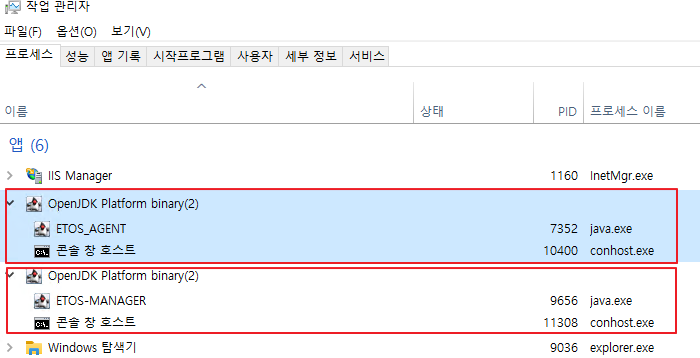 작업 관리자
파일(F) 옵션(O) 보기(V)
프로세스 성능 앱 기록 시작프로그램 사용자 세부 정보 서비스
이름 상태 PID 프로세스 이름
앱 (6)
IIS Manager 1160 InetMgr.exe
OpenJDK Platform binary(2)
ETOS_AGENT 7352 java.exe
콘솔 창 호스트 10400 conhost.exe
OpenJDK Platform binary(2)
ETOS-MANAGER 9656 java.exe
콘솔 창 호스트 11308 conhost.exe
Windows 탐색기 9036 explorer.exe